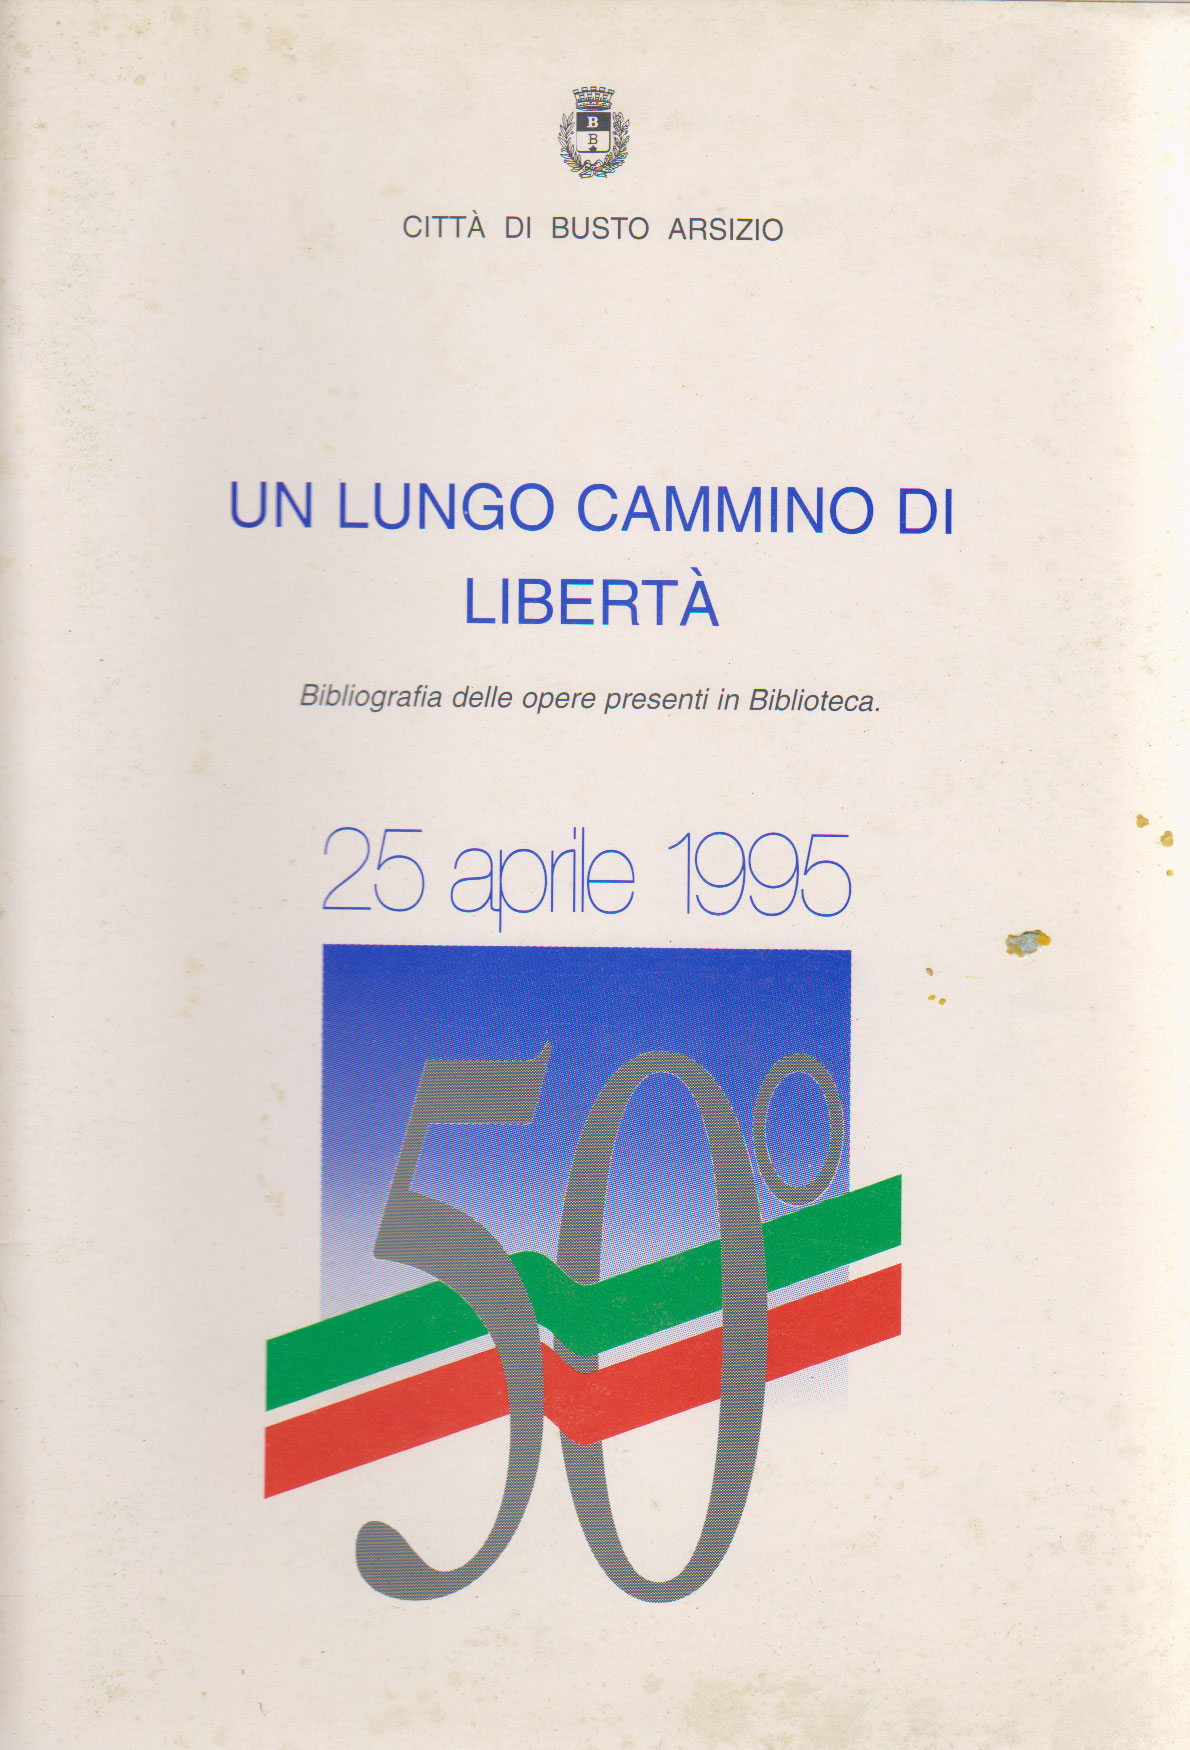 B
B
CITTÀ DI BUSTO ARSIZIO
UN LUNGO CAMMINO DI
LIBERTÀ
Bibliografia delle opere presenti in Biblioteca.
25 aprile 1995
50°